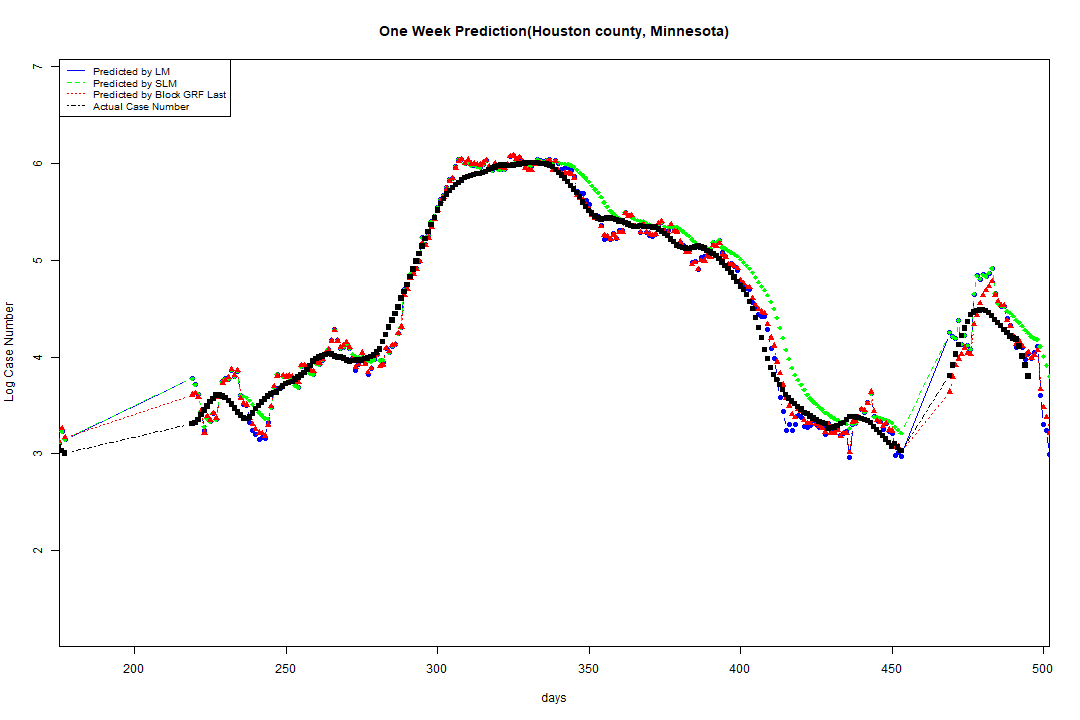 One Week Prediction(Houston county, Minnesota)
Predicted by LM
Predicted by SLM
Predicted by Block GRF Last
Actual Case Number
7
6
5
4
3
2
Log Case Number
200 250 300 350 400 450 500
days